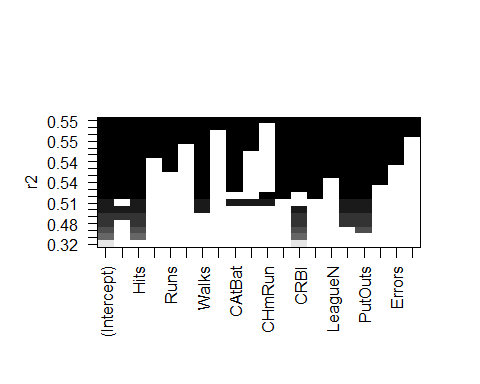 0.55
0.55
0.54
0.54
0.51
0.48
0.32
r2
(Intercept)
Hits
Runs
Walks
CAtBat
CHmRun
CRBI
LeagueN
PutOuts
Errors